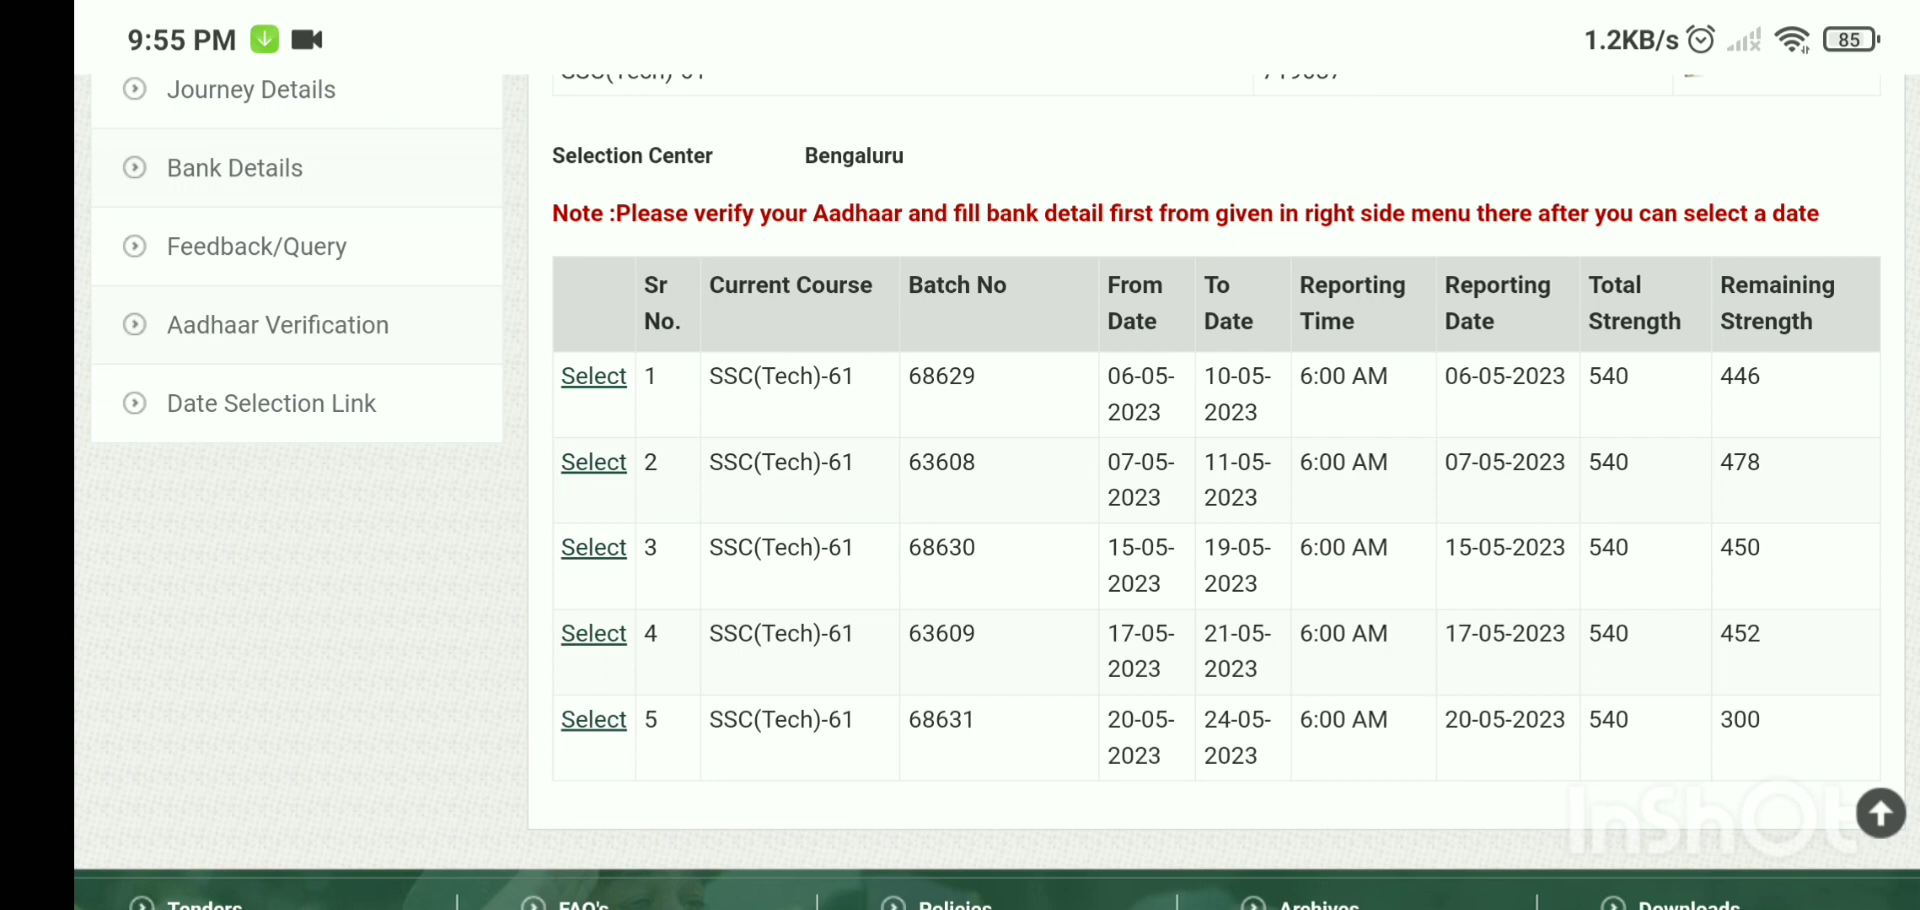 9:55 PM
1.2KB/s
85
Journey Details
Bank Details
Feedback/Query
Aadhaar Verification
Date Selection Link
Selection Center Bengaluru
Note :Please verify your Aadhaar and fill bank detail first from given in right side menu there after you can select a date
Sr No. Current Course Batch No From Date To Date Reporting Time Reporting Date Total Strength Remaining Strength
Select 1 SSC(Tech)-61 68629 06-05-2023 10-05-2023 6:00 AM 06-05-2023 540 446
Select 2 SSC(Tech)-61 63608 07-05-2023 11-05-2023 6:00 AM 07-05-2023 540 478
Select 3 SSC(Tech)-61 68630 15-05-2023 19-05-2023 6:00 AM 15-05-2023 540 450
Select 4 SSC(Tech)-61 63609 17-05-2023 21-05-2023 6:00 AM 17-05-2023 540 452
Select 5 SSC(Tech)-61 68631 20-05-2023 24-05-2023 6:00 AM 20-05-2023 540 300
InShOt
Tenders FAQ's Policies Archives Downloads